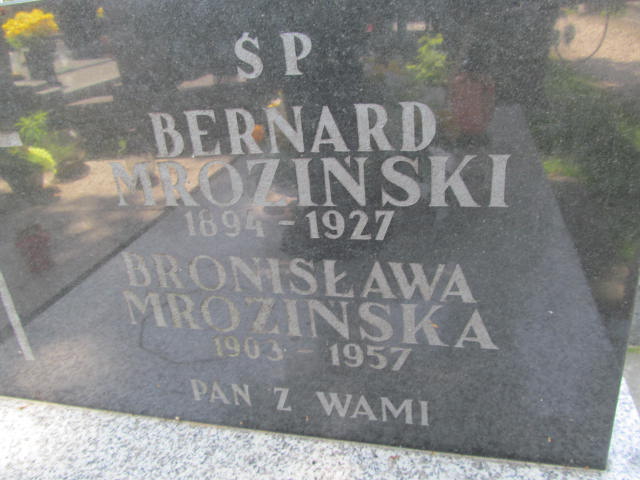 ŚP
BERNARD
MROZIŃSKI
1894 - 1927
BRONISŁAWA
MROZIŃSKA
1903 - 1957
PAN Z WAMI